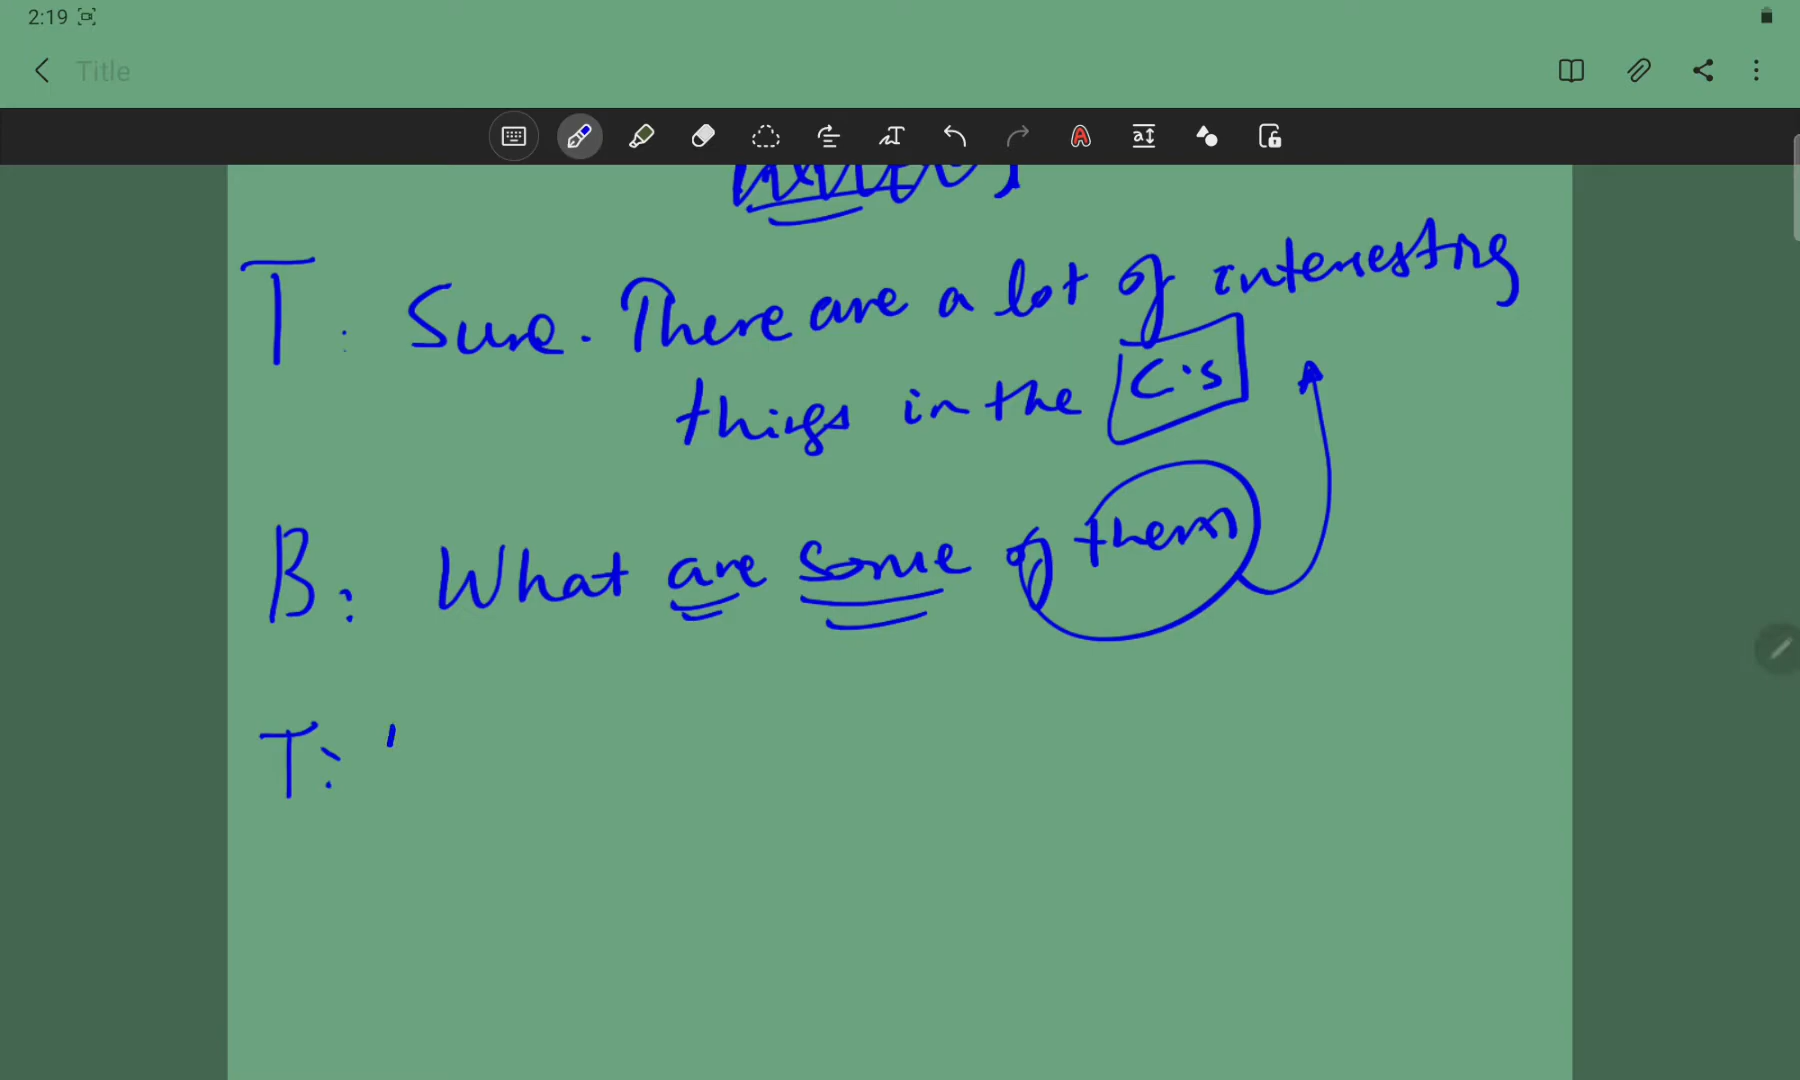 2:19
Title
T: Sure. There are a lot of interesting
things in the C.S
B: What are some of them
T: